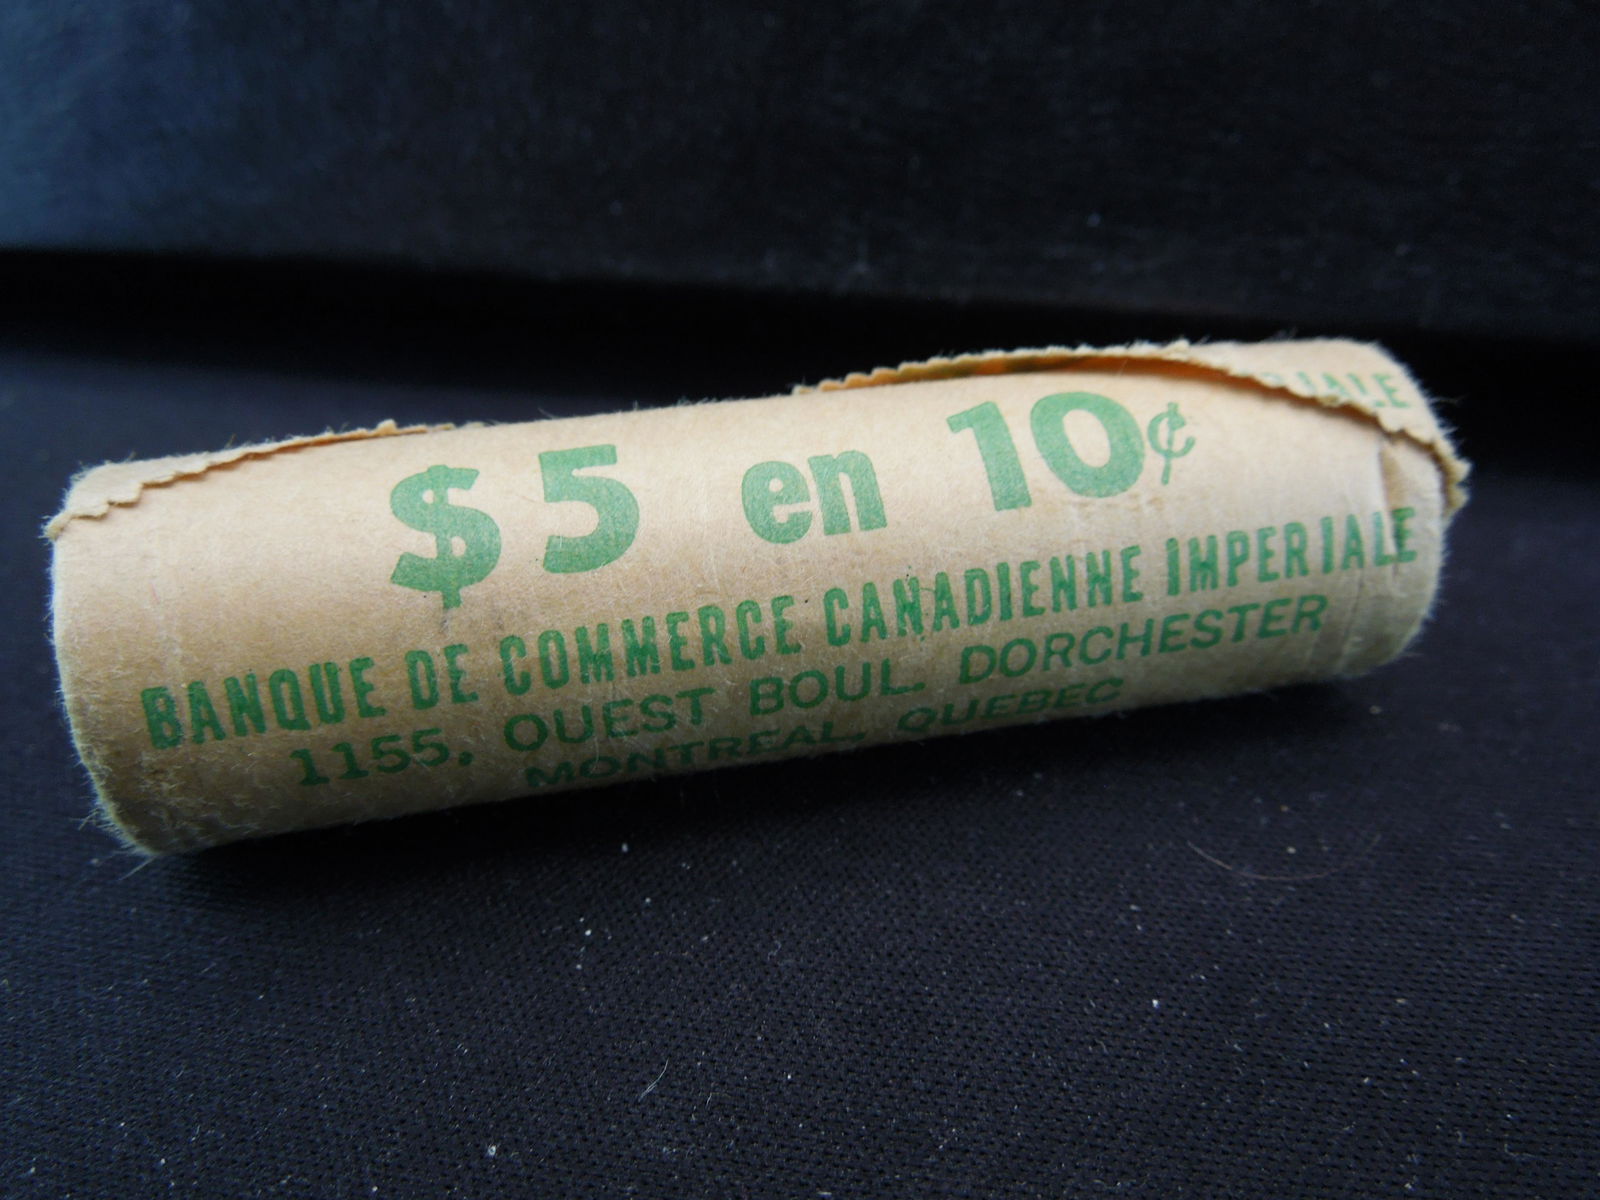 $5 en 10¢
BANQUE DE COMMERCE CANADIENNE IMPERIALE
1155, OUEST BOUL. DORCHESTER
MONTREAL, QUEBEC